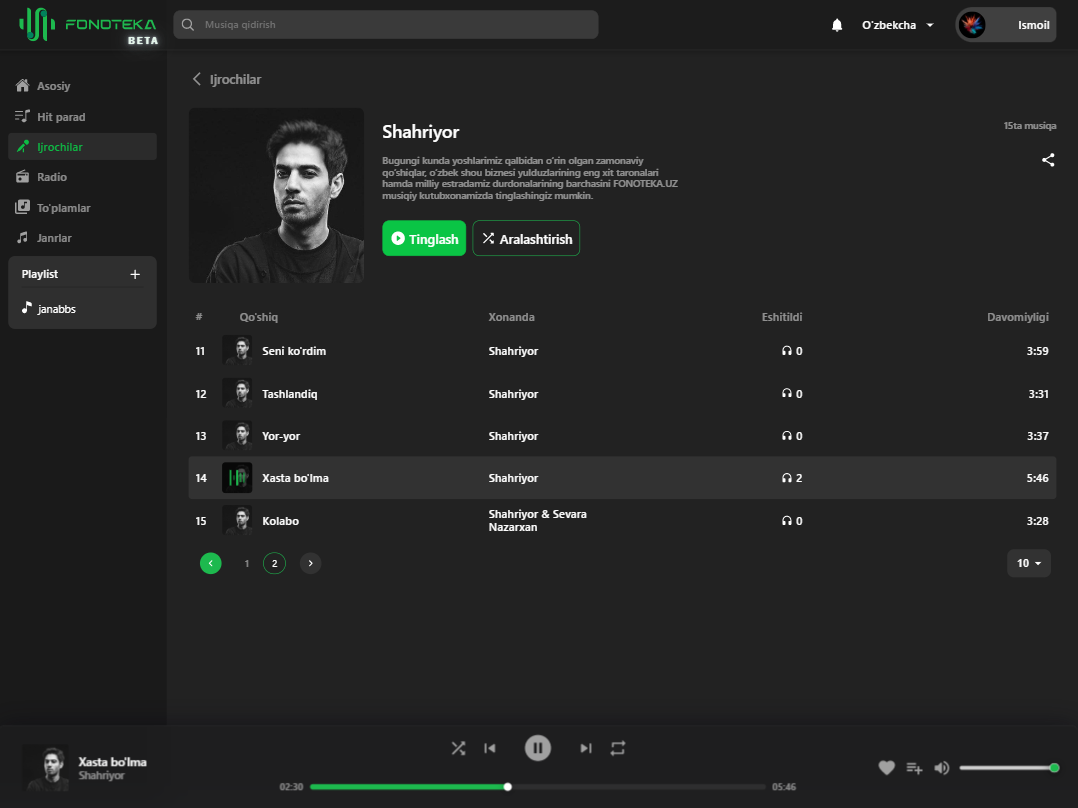 FONOTEKA
BETA
Musiqa qidirish
O'zbekcha
Ismoil
Asosiy
Hit parad
Ijrochilar
Radio
To'plamlar
Janrlar
Playlist +
janabbs
Ijrochilar
Shahriyor
15ta musiqa
Bugungi kunda yoshlarimiz qalbidan o'rin olgan zamonaviy
qo'shiqlar, o'zbek shou biznesi yulduzlarining eng xit taronalari
hamda milliy estradamiz durdonalarining barchasini FONOTEKA.UZ
musiqiy kutubxonamizda tinglashingiz mumkin.
Tinglash Aralashtirish
# Qo'shiq Xonanda Eshitildi Davomiyligi
11 Seni ko'rdim Shahriyor 0 3:59
12 Tashlandiq Shahriyor 0 3:31
13 Yor-yor Shahriyor 0 3:37
14 Xasta bo'lma Shahriyor 2 5:46
15 Kolabo Shahriyor & Sevara Nazarxan 0 3:28
1 2
10
Xasta bo'lma
Shahriyor
02:30 05:46